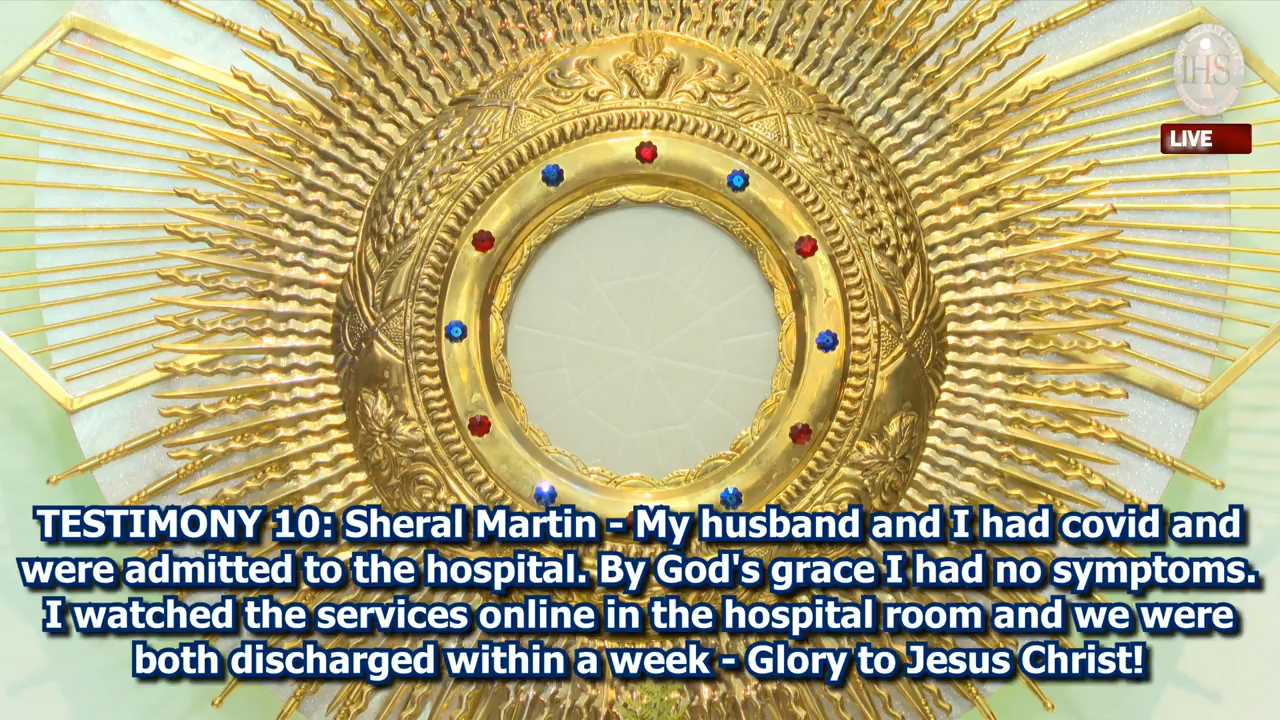 IHS
LIVE
TESTIMONY 10: Sheral Martin - My husband and I had covid and
were admitted to the hospital. By God's grace I had no symptoms.
I watched the services online in the hospital room and we were
both discharged within a week - Glory to Jesus Christ!